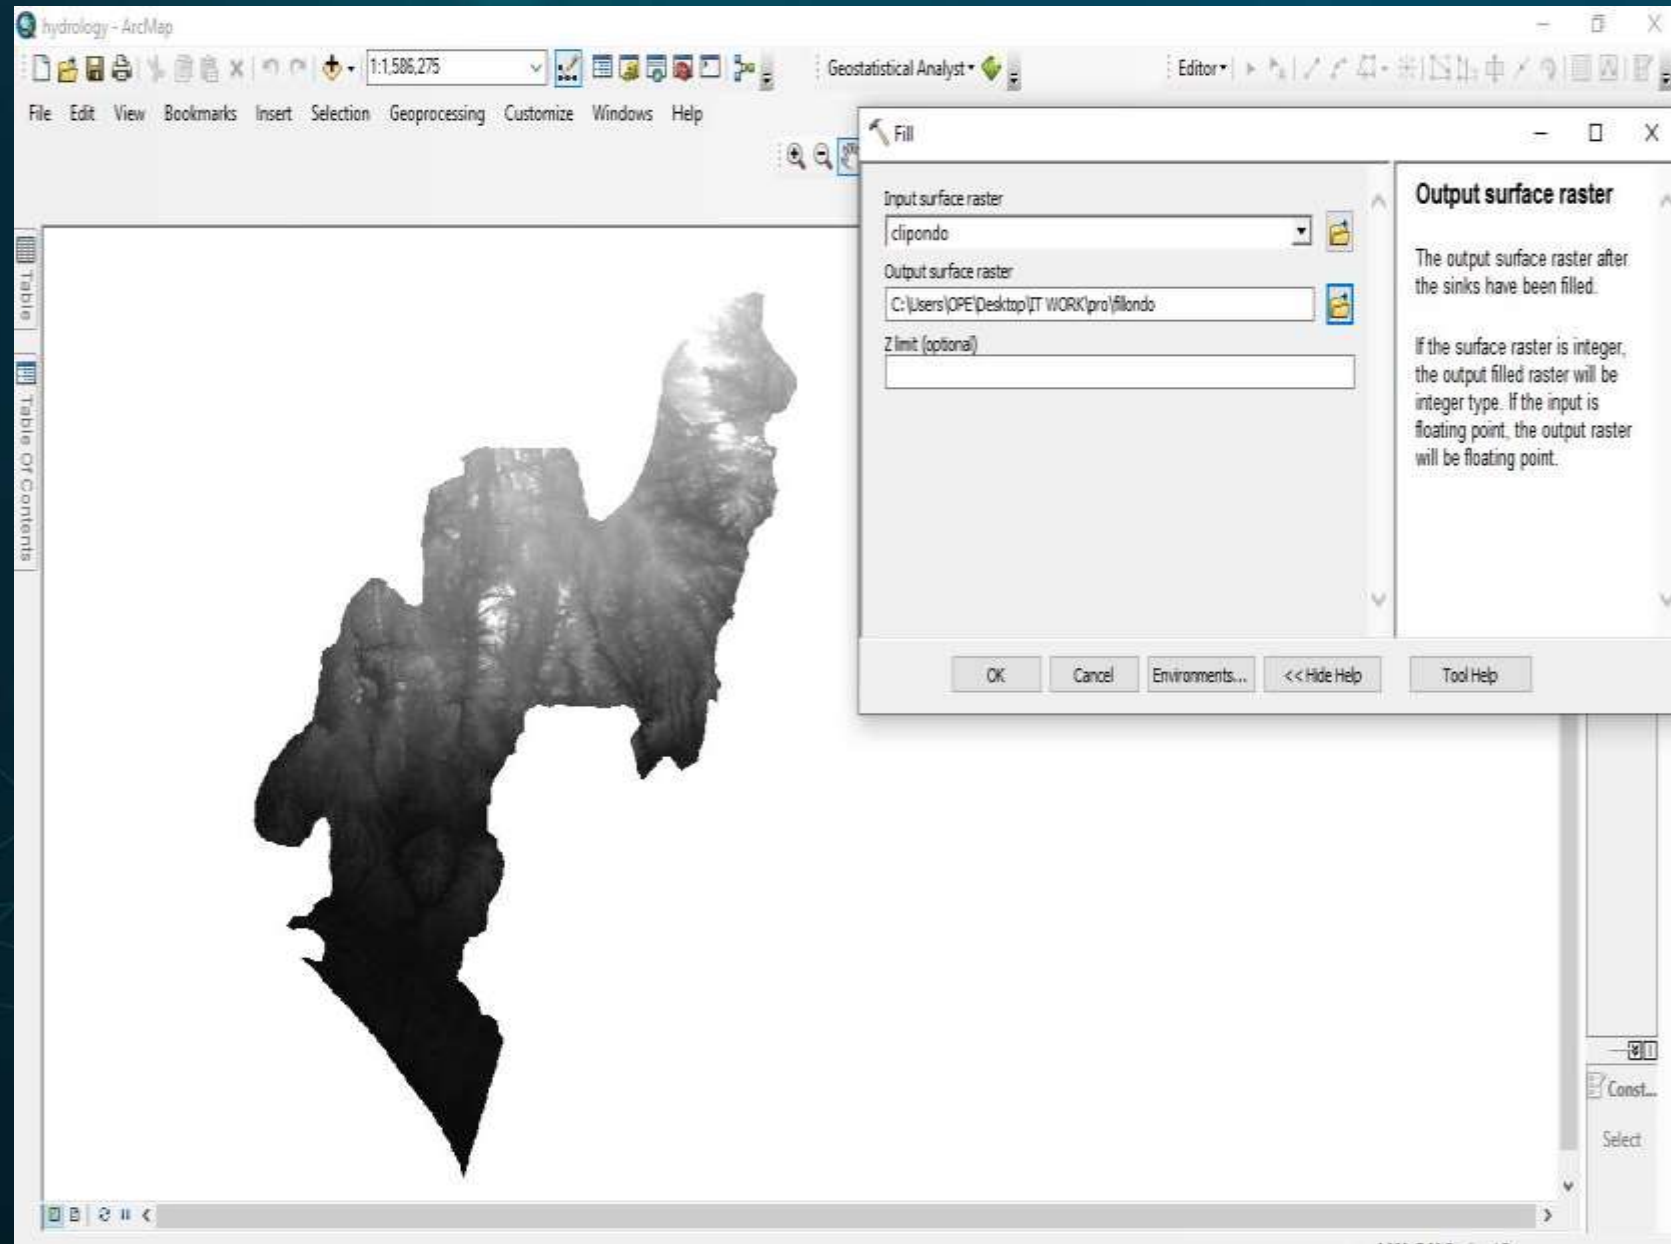 hydrology - ArcMap
1:1,586,275
Geostatistical Analyst
Editor
File Edit View Bookmarks Insert Selection Geoprocessing Customize Windows Help
Fill
Input surface raster
clipondo
Output surface raster
C:\Users\OPE\Desktop\IT WORK\pro\fillondo
Z limit (optional)
OK Cancel Environments... << Hide Help Tool Help
Output surface raster
The output surface raster after
the sinks have been filled.
If the surface raster is integer,
the output filled raster will be
integer type. If the input is
floating point, the output raster
will be floating point.
Table
Table Of Contents
Const...
Select